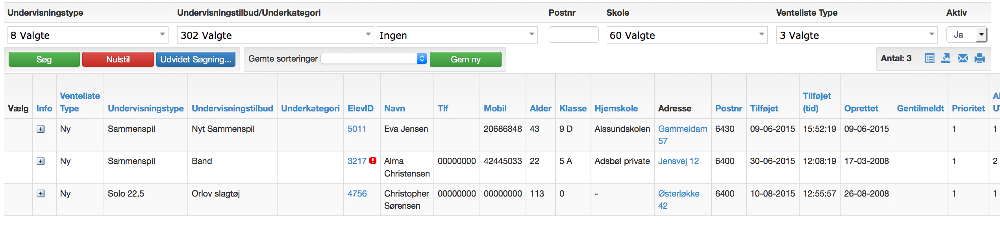 Undervisningstype Undervisningstilbud/Underkategori Postnr Skole Venteliste Type Aktiv
8 Valgte 302 Valgte Ingen 60 Valgte 3 Valgte Ja
Søg Nulstil Udvidet Søgning... Gemte sorteringer Gem ny Antal: 3
Vælg Info Venteliste Type Undervisningstype Undervisningstilbud Underkategori ElevID Navn Tlf Mobil Alder Klasse Hjemskole Adresse Postnr Tilføjet Tilføjet (tid) Oprettet Gentilmeldt Prioritet
Ny Sammenspil Nyt Sammenspil 5011 Eva Jensen 20686848 43 9 D Alssundskolen Gammeldam 57 6430 09-06-2015 15:52:19 09-06-2015 1 1
Ny Sammenspil Band 3217 Alma Christensen 00000000 42445033 22 5 A Adsbøl private Jensvej 12 6400 30-06-2015 12:08:19 17-03-2008 1 2
Ny Solo 22,5 Orlov slagtøj 4756 Christopher Sørensen 00000000 00000000 113 0 - Østerløkke 42 6400 10-08-2015 12:55:57 26-08-2008 1 1